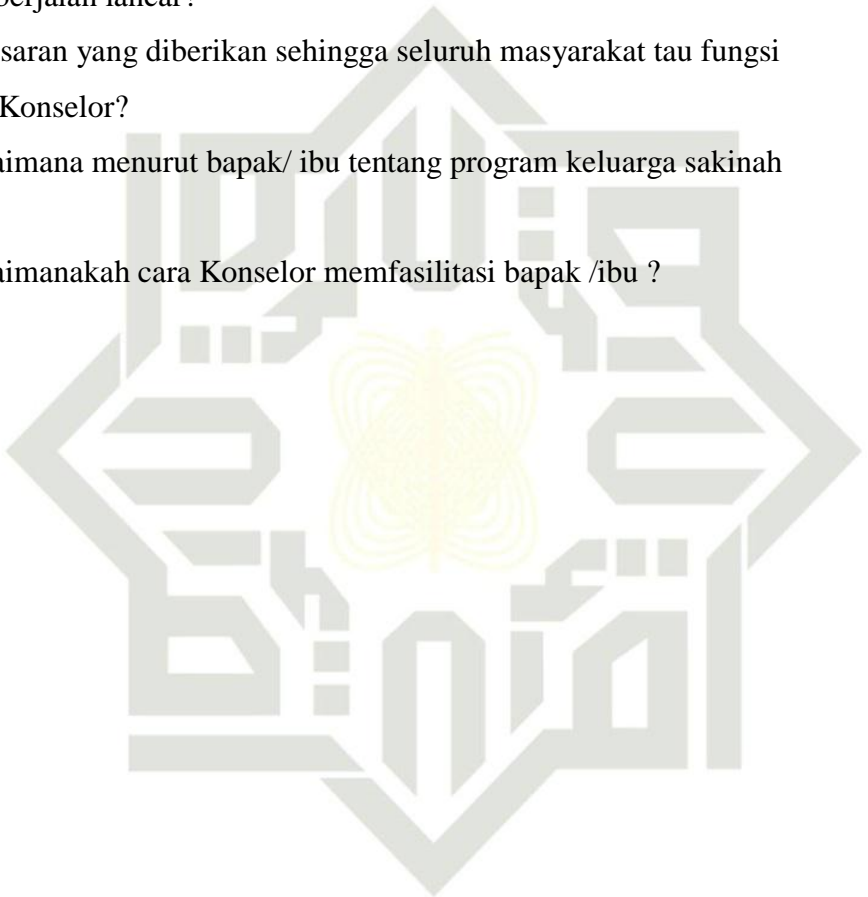 berjalan lancar?
saran yang diberikan sehingga seluruh masyarakat tau fungsi
Konselor?
aimana menurut bapak/ ibu tentang program keluarga sakinah
aimanakah cara Konselor memfasilitasi bapak /ibu ?